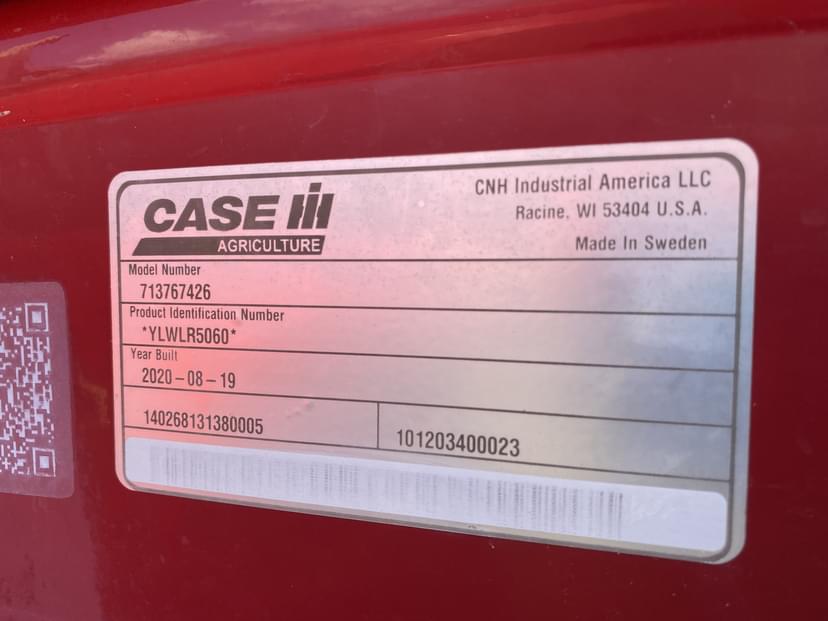 CASE IH
AGRICULTURE
CNH Industrial America LLC
Racine, WI 53404 U.S.A.
Made In Sweden
Model Number
713767426
Product Identification Number
*YLWLR5060*
Year Built
2020-08-19
140268131380005
101203400023